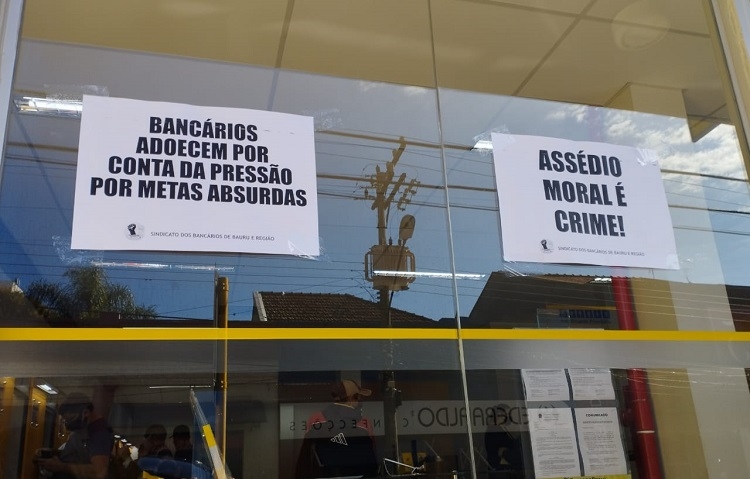 BANCÁRIOS
ADOECEM POR
CONTA DA PRESSÃO
POR METAS ABSURDAS
SINDICATO DOS BANCÁRIOS DE BAURU E REGIÃO
ASSÉDIO
MORAL É
CRIME!
SINDICATO DOS BANCÁRIOS DE BAURU E REGIÃO
COMUNICADO